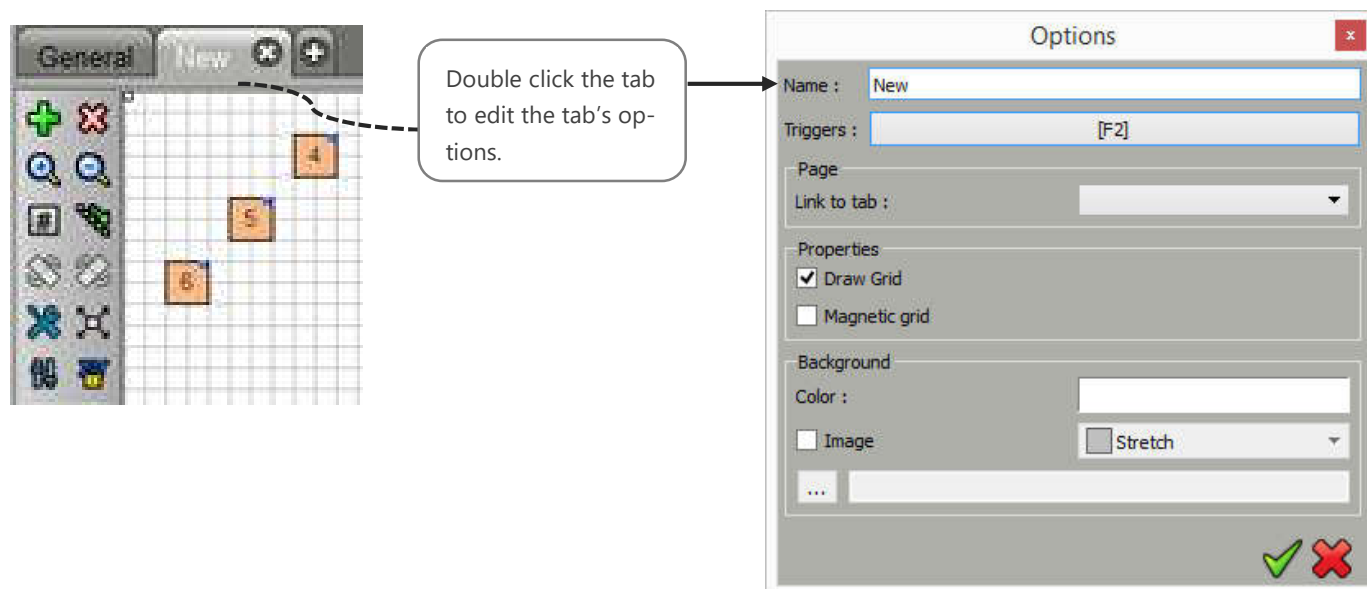 General
New
#
4
5
6
Double click the tab
to edit the tab's op-
tions.
Options
x
Name :
New
Triggers :
[F2]
Page
Link to tab :
Properties
Draw Grid
Magnetic grid
Background
Color :
Image
Stretch
...